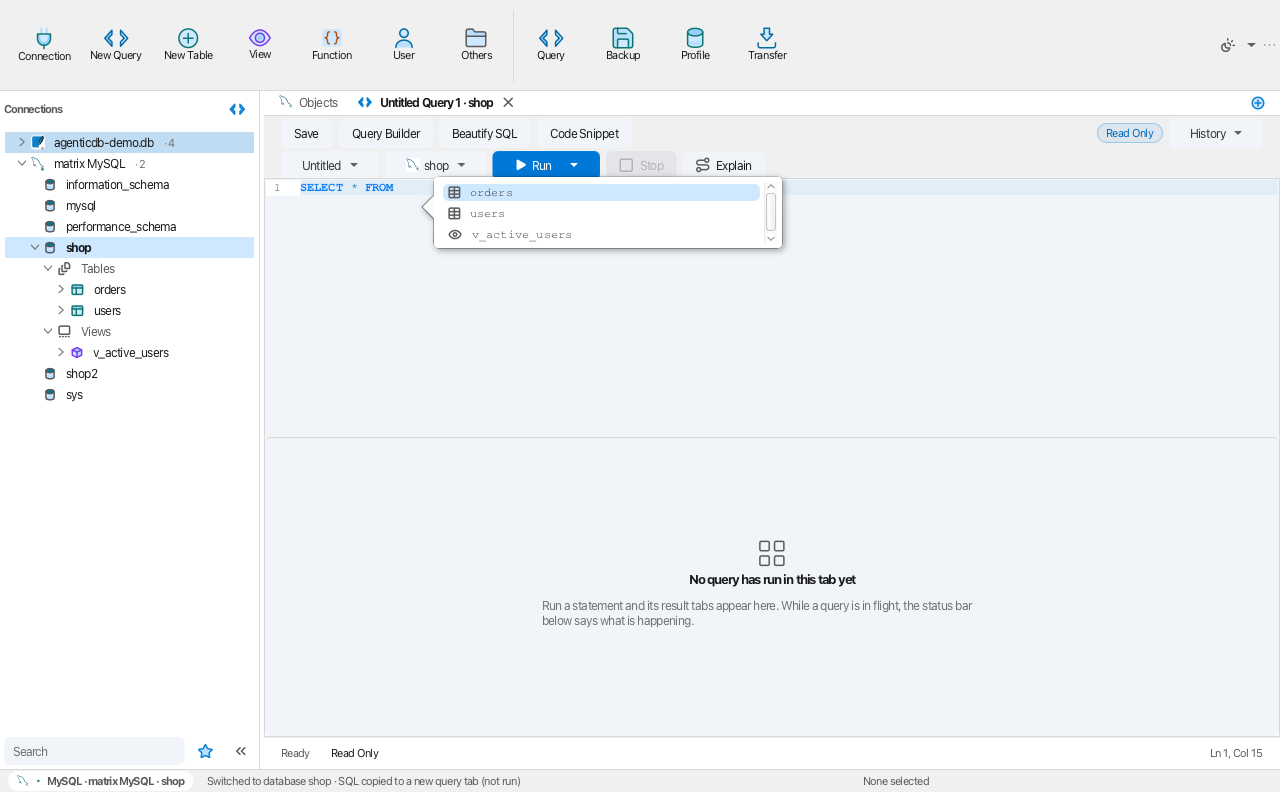 Connection
New Query
New Table
View
Function
User
Others
Query
Backup
Profile
Transfer
Connections
agenticdb-demo.db · 4
matrix MySQL · 2
information_schema
mysql
performance_schema
shop
Tables
orders
users
Views
v_active_users
shop2
sys
Search
Objects
Untitled Query 1 · shop
Save
Query Builder
Beautify SQL
Code Snippet
Read Only
History
Untitled
shop
Run
Stop
Explain
1 SELECT * FROM
orders
users
v_active_users
No query has run in this tab yet
Run a statement and its result tabs appear here. While a query is in flight, the status bar
below says what is happening.
Ready
Read Only
Ln 1, Col 15
MySQL · matrix MySQL · shop
Switched to database shop · SQL copied to a new query tab (not run)
None selected